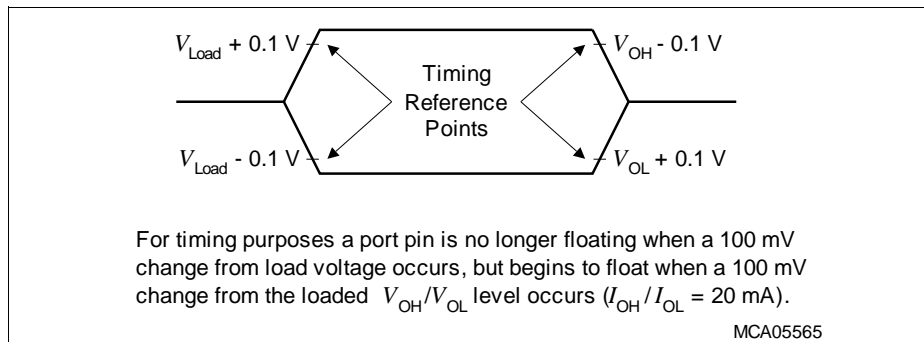 V_Load + 0.1 V
V_OH - 0.1 V
Timing
Reference
Points
V_Load - 0.1 V
V_OL + 0.1 V
For timing purposes a port pin is no longer floating when a 100 mV
change from load voltage occurs, but begins to float when a 100 mV
change from the loaded V_OH/V_OL level occurs (I_OH/I_OL = 20 mA).
MCA05565